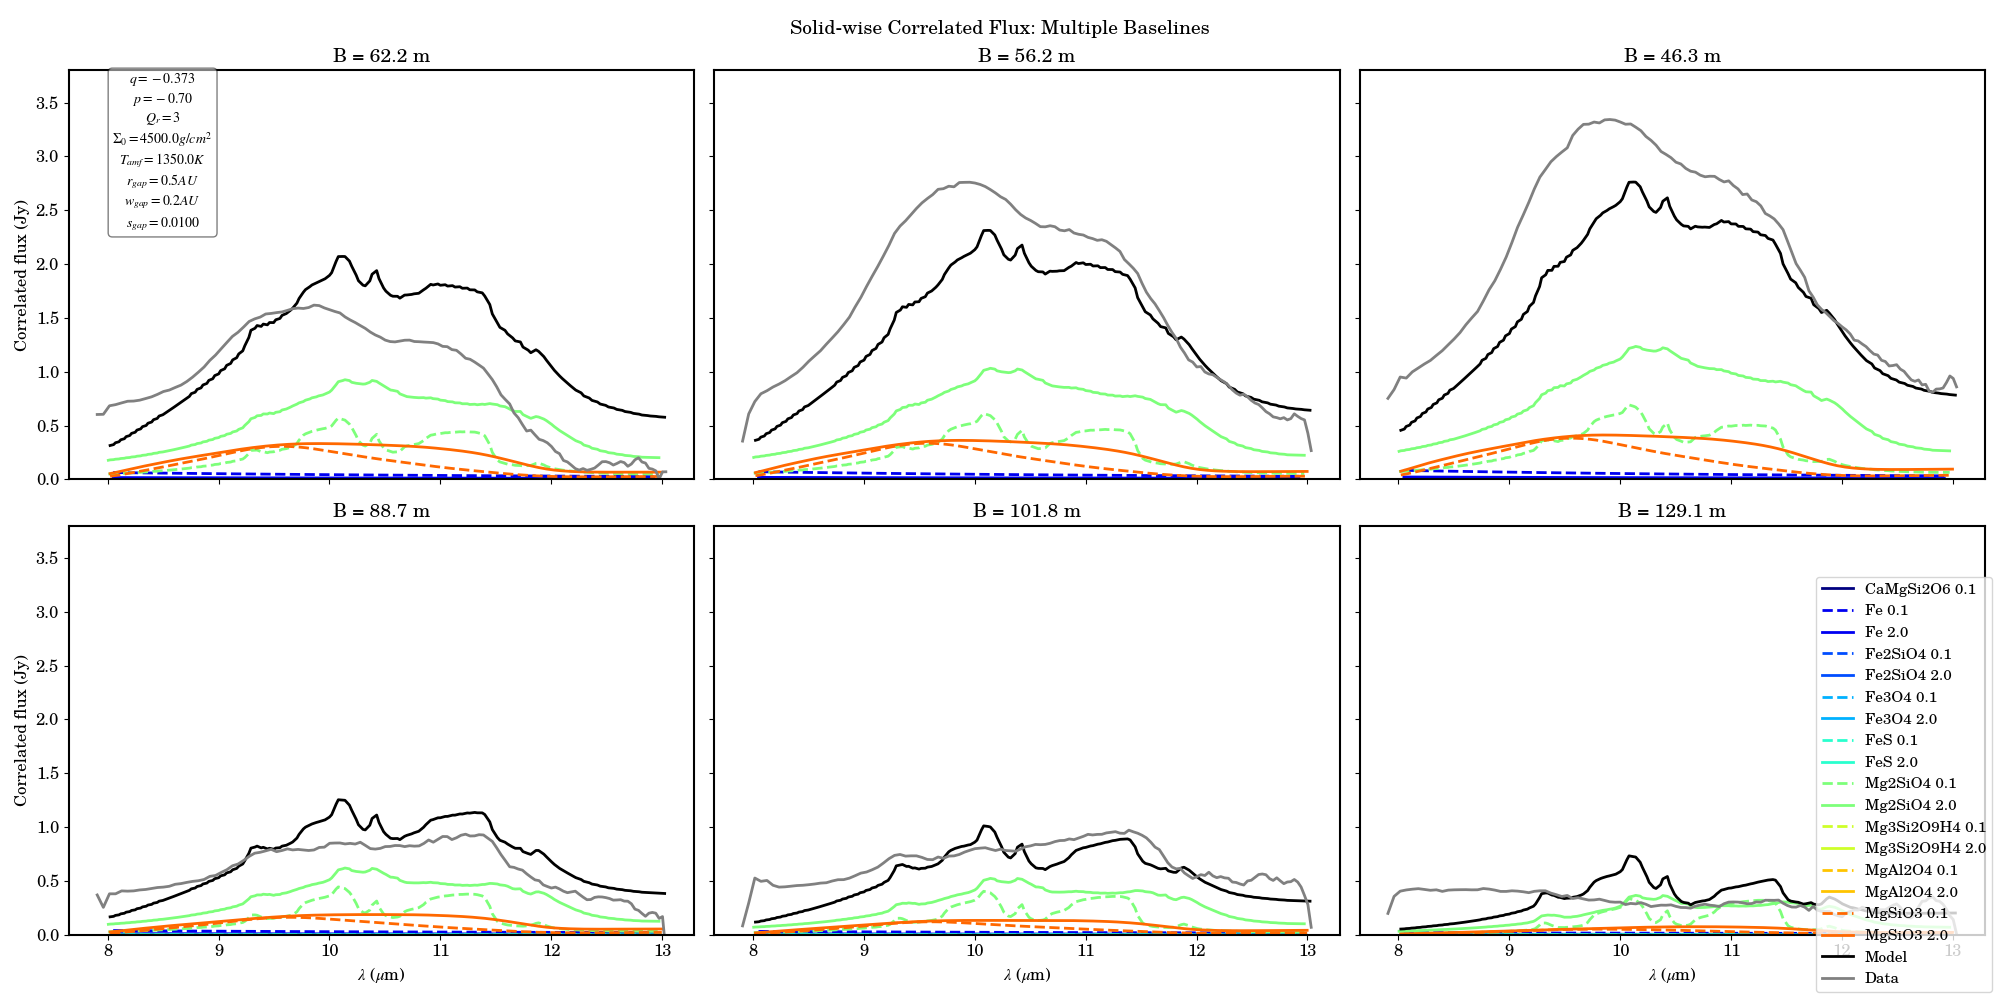 Solid-wise Correlated Flux: Multiple Baselines
B = 62.2 m
B = 56.2 m
B = 46.3 m
q = −0.373
p = −0.70
Q_r = 3
Σ_0 = 4500.0g/cm^2
T_amf = 1350.0K
r_gap = 0.5AU
w_gap = 0.2AU
s_gap = 0.0100
Correlated flux (Jy)
3.5
3.0
2.5
2.0
1.5
1.0
0.5
0.0
B = 88.7 m
B = 101.8 m
B = 129.1 m
Correlated flux (Jy)
3.5
3.0
2.5
2.0
1.5
1.0
0.5
0.0
8 9 10 11 12 13
8 9 10 11 12 13
8 9 10 11 12 13
λ (μm)
λ (μm)
λ (μm)
CaMgSi2O6 0.1
Fe 0.1
Fe 2.0
Fe2SiO4 0.1
Fe2SiO4 2.0
Fe3O4 0.1
Fe3O4 2.0
FeS 0.1
FeS 2.0
Mg2SiO4 0.1
Mg2SiO4 2.0
Mg3Si2O9H4 0.1
Mg3Si2O9H4 2.0
MgAl2O4 0.1
MgAl2O4 2.0
MgSiO3 0.1
MgSiO3 2.0
Model
Data